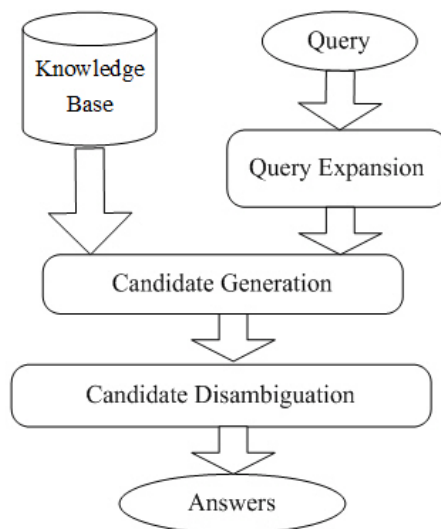 Knowledge
Base
Query
Query Expansion
Candidate Generation
Candidate Disambiguation
Answers